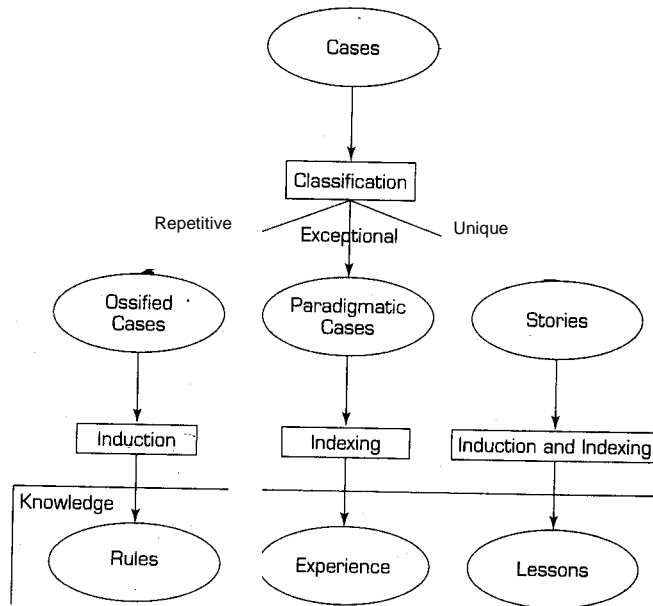 Cases
Classification
Repetitive
Exceptional
Unique
Ossified
Cases
Paradigmatic
Cases
Stories
Induction
Indexing
Induction and Indexing
Knowledge
Rules
Experience
Lessons